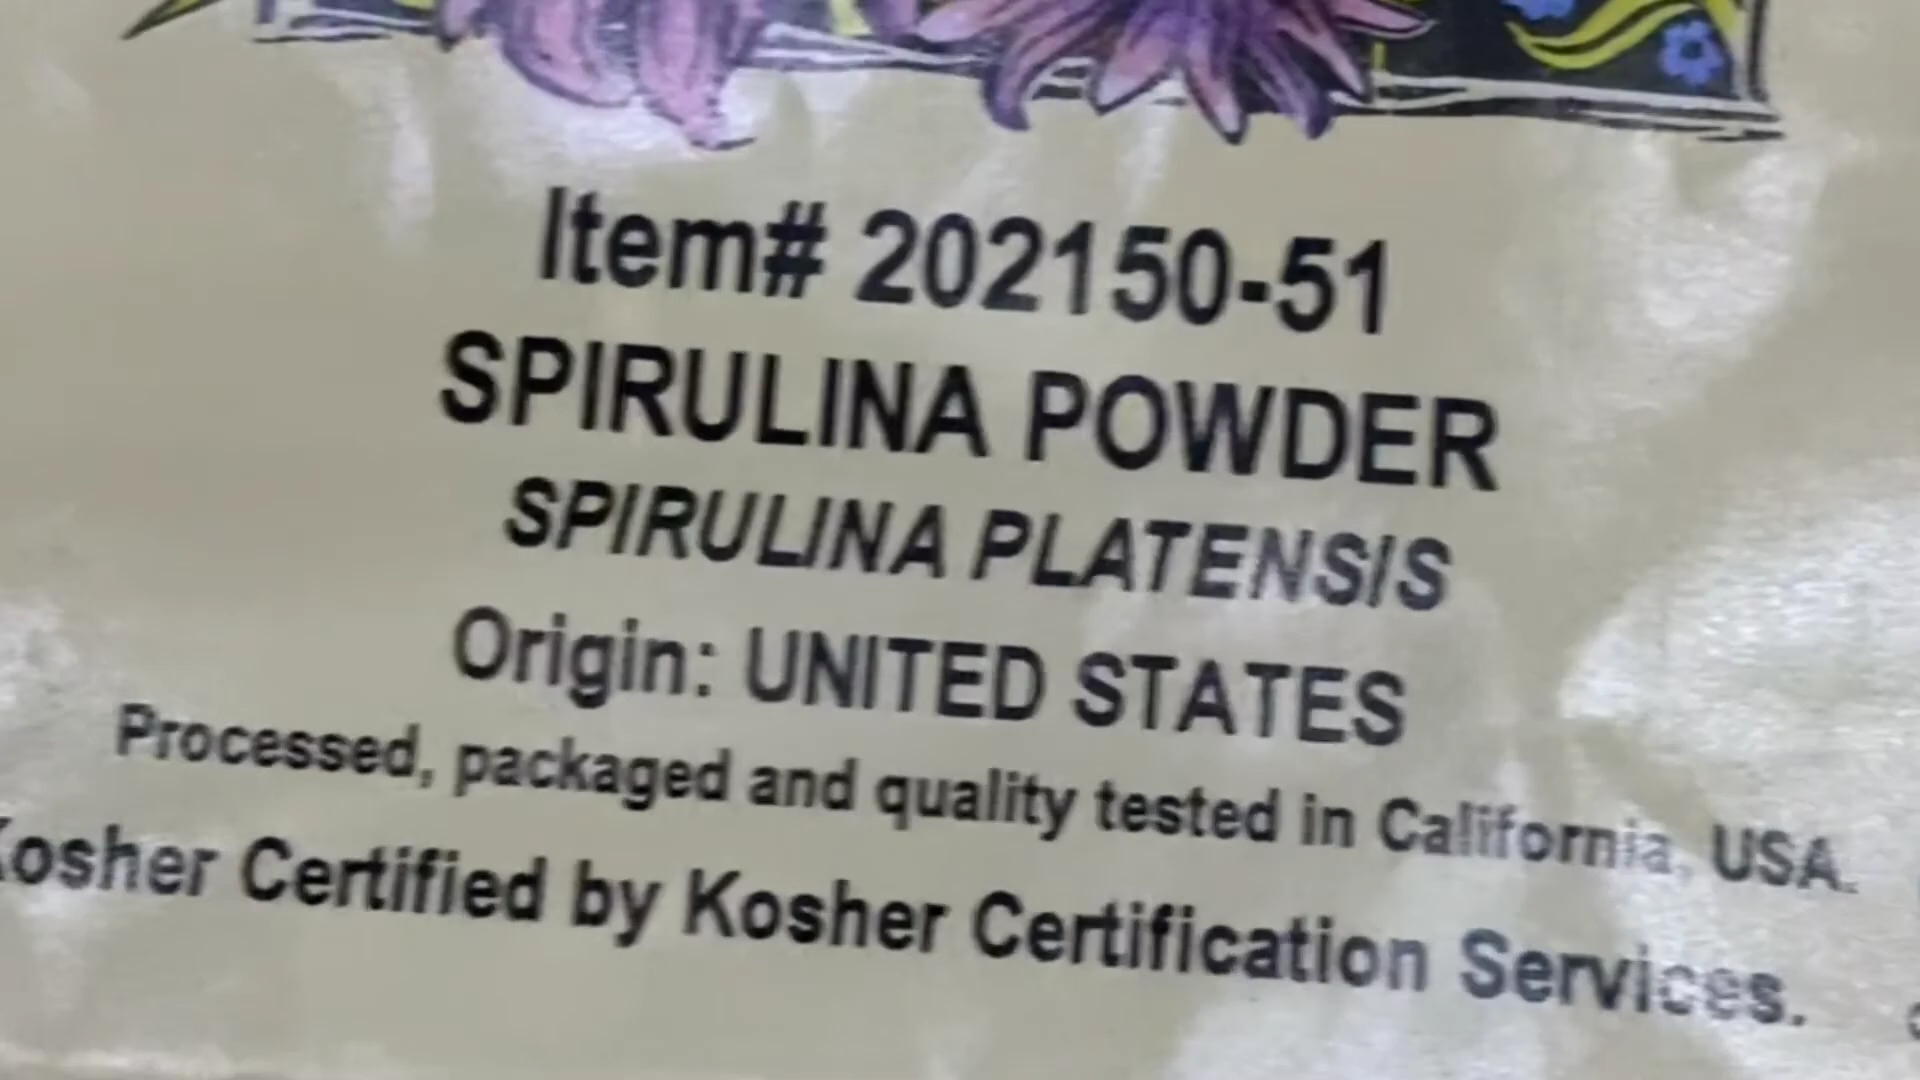 Item# 202150-51
SPIRULINA POWDER
SPIRULINA PLATENSIS
Origin: UNITED STATES
Processed, packaged and quality tested in California, USA.
Kosher Certified by Kosher Certification Services.